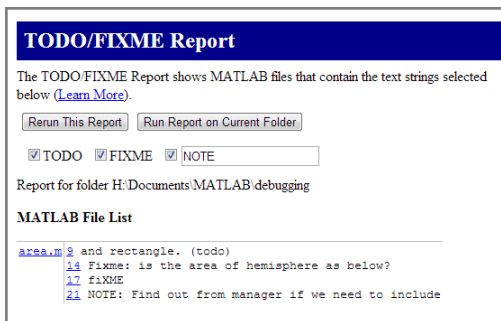 TODO/FIXME Report
The TODO/FIXME Report shows MATLAB files that contain the text strings selected
below (Learn More).
Rerun This Report Run Report on Current Folder
TODO FIXME NOTE
Report for folder H:\Documents\MATLAB\debugging
MATLAB File List
area.m 9 and rectangle. (todo)
14 Fixme: is the area of hemisphere as below?
17 fiXME
21 NOTE: Find out from manager if we need to include